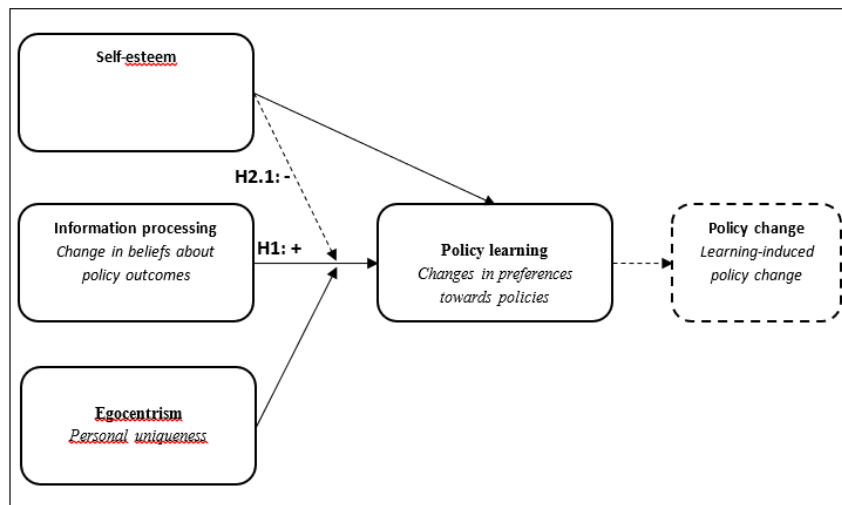 Self-esteem
H2.1: -
Information processing
Change in beliefs about
policy outcomes
H1: +
Policy learning
Changes in preferences
towards policies
Policy change
Learning-induced
policy change
Egocentrism
Personal uniqueness